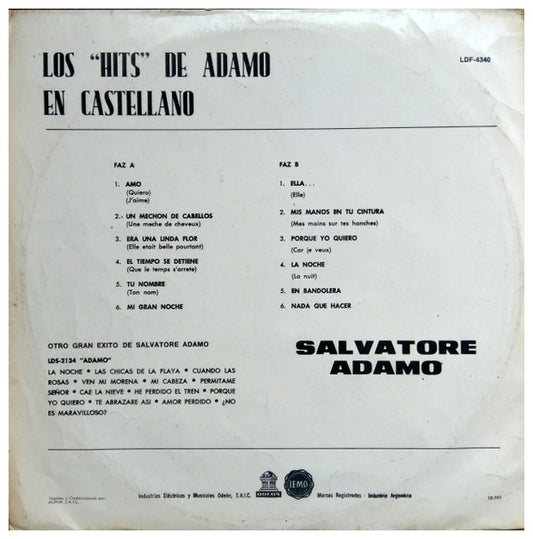 LOS "HITS" DE ADAMO
EN CASTELLANO
LDF-4340
FAZ A
1. AMO
(Quiero)
(J'aime)
2. UN MECHON DE CABELLOS
(Une meche de cheveux)
3. ERA UNA LINDA FLOR
(Elle etait belle pourtant)
4. EL TIEMPO SE DETIENE
(Que le temps s'arrete)
5. TU NOMBRE
(Ton nom)
6. MI GRAN NOCHE
FAZ B
1. ELLA...
(Elle)
2. MIS MANOS EN TU CINTURA
(Mes mains sur tes hanches)
3. PORQUE YO QUIERO
(Car je veux)
4. LA NOCHE
(La nuit)
5. EN BANDOLERA
6. NADA QUE HACER
OTRO GRAN EXITO DE SALVATORE ADAMO
LDS-2134 "ADAMO"
LA NOCHE * LAS CHICAS DE LA PLAYA * CUANDO LAS
ROSAS * VEN MI MORENA * MI CABEZA * PERMITAME
SEÑOR * CAE LA NIEVE * HE PERDIDO EL TREN * PORQUE
YO QUIERO * TE ABRAZARE ASI * AMOR PERDIDO * ¿NO
ES MARAVILLOSO?
SALVATORE
ADAMO
Impreso y Confeccionado por
ALPHA S.A.I.C.
Industrias Eléctricas y Musicales Odeón, S.A.I.C.
ODEON
LEMO
Marcas Registradas - Industria Argentina